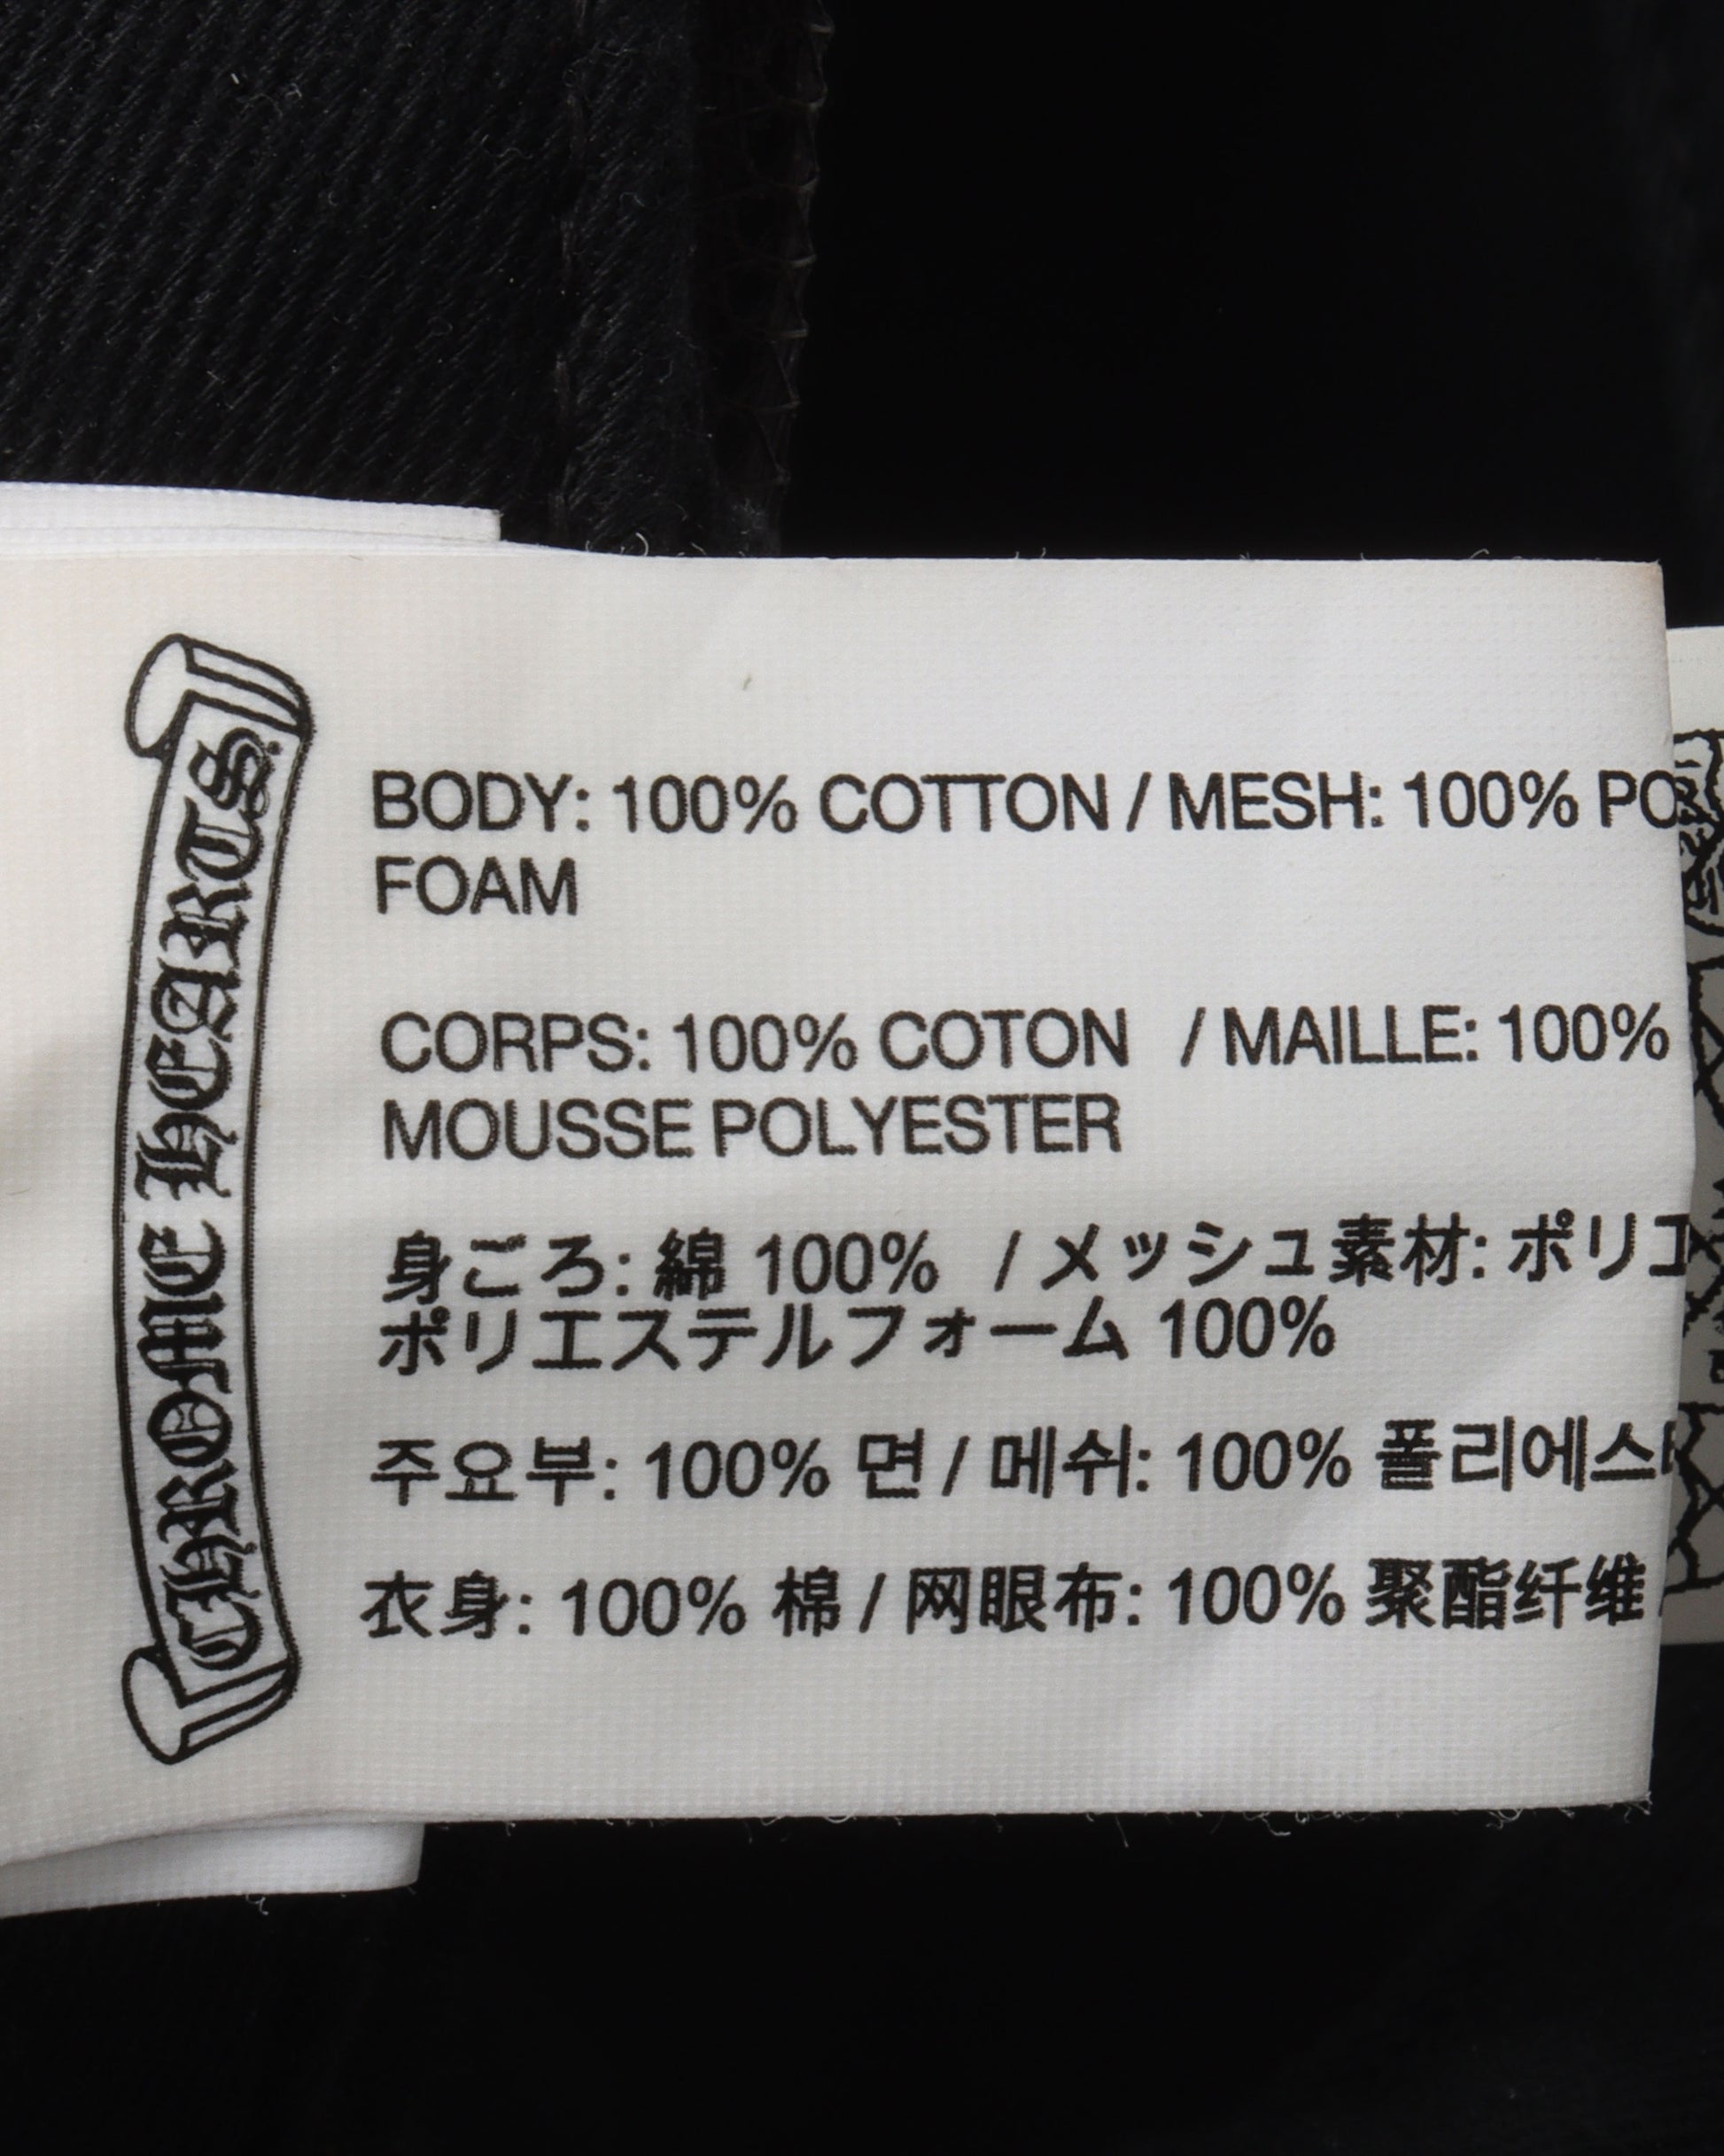 CHROME HEARTS
BODY: 100% COTTON / MESH: 100%
FOAM
CORPS: 100% COTON / MAILLE: 100%
MOUSSE POLYESTER
身ごろ: 綿 100% / メッシュ素材: ポリエ
ポリエステルフォーム 100%
주요부: 100% 면 / 메쉬: 100% 폴리에스
衣身: 100% 棉 / 网眼布: 100% 聚酯纤维